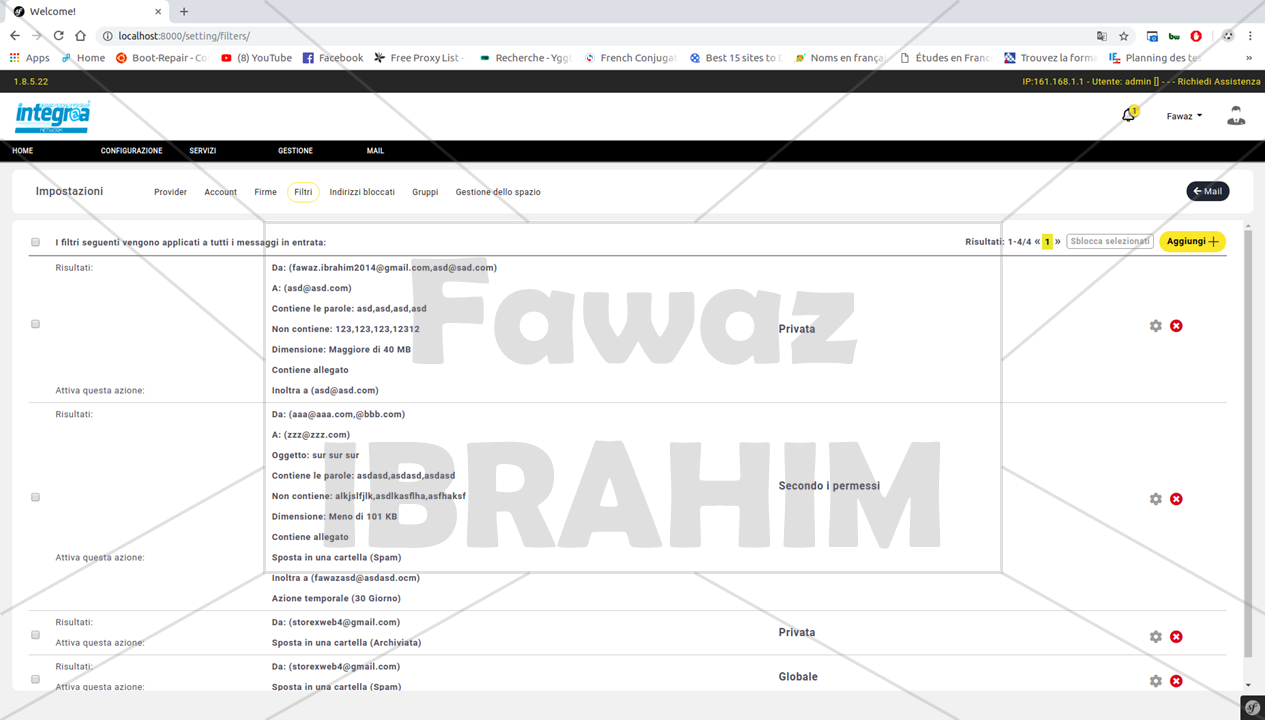 Welcome!
localhost:8000/setting/filters/
Apps Home Boot-Repair - Co (8) YouTube Facebook Free Proxy List - Recherche - Ygg French Conjuga Best 15 sites to D Noms en françai Études en Franc Trouvez la forma Planning des tes »
1.8.5.22 IP:161.168.1.1 - Utente: admin [] - - - Richiedi Assistenza
integraa
NETWORK
1 Fawaz
HOME CONFIGURAZIONE SERVIZI GESTIONE MAIL
Impostazioni Provider Account Firme Filtri Indirizzi bloccati Gruppi Gestione dello spazio Mail
I filtri seguenti vengono applicati a tutti i messaggi in entrata: Risultati: 1-4/4 « 1 » Sblocca selezionati Aggiungi
Risultati: Da: (fawaz.ibrahim2014@gmail.com,asd@sad.com)
A: (asd@asd.com)
Contiene le parole: asd,asd,asd,asd
Non contiene: 123,123,123,12312 Privata
Dimensione: Maggiore di 40 MB
Contiene allegato
Attiva questa azione: Inoltra a (asd@asd.com)
Fawaz
Risultati: Da: (aaa@aaa.com,@bbb.com)
A: (zzz@zzz.com)
Oggetto: sur sur sur
Contiene le parole: asdasd,asdasd,asdasd
Secondo i permessi
Non contiene: alkjslfjlk,asdlkasflha,asfhaksf
Dimensione: Meno di 101 KB
Contiene allegato
Attiva questa azione: Sposta in una cartella (Spam)
Inoltra a (fawazasd@asdasd.ocm)
Azione temporale (30 Giorno)
IBRAHIM
Risultati: Da: (storexweb4@gmail.com)
Privata
Attiva questa azione: Sposta in una cartella (Archiviata)
Risultati: Da: (storexweb4@gmail.com)
Globale
Attiva questa azione: Sposta in una cartella (Spam)